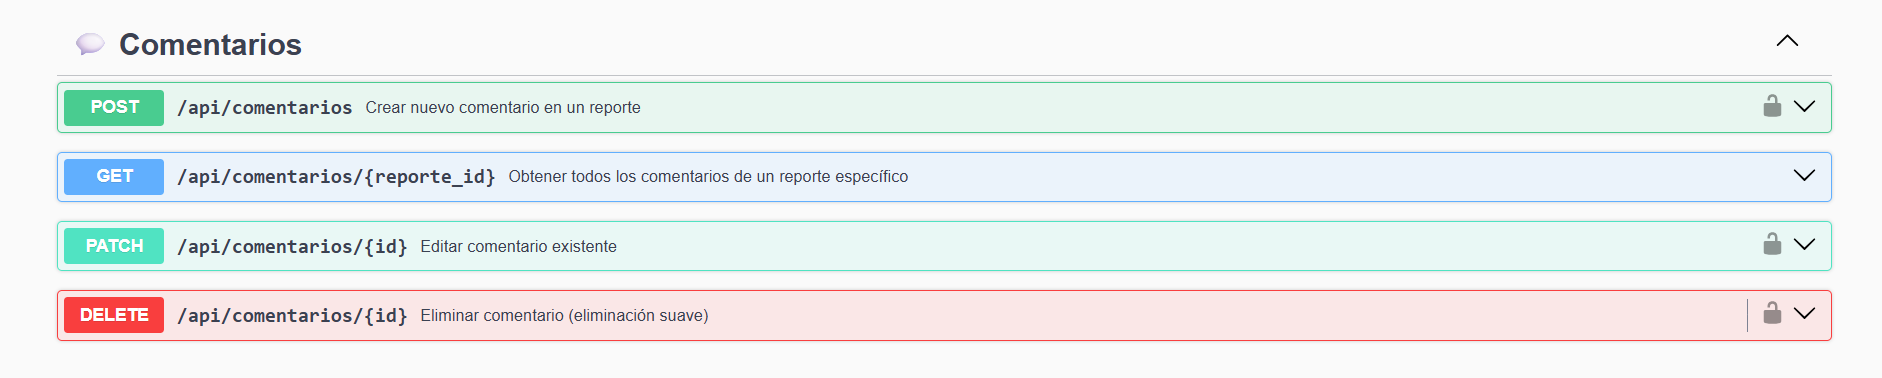 Comentarios
POST /api/comentarios Crear nuevo comentario en un reporte
GET /api/comentarios/{reporte_id} Obtener todos los comentarios de un reporte específico
PATCH /api/comentarios/{id} Editar comentario existente
DELETE /api/comentarios/{id} Eliminar comentario (eliminación suave)